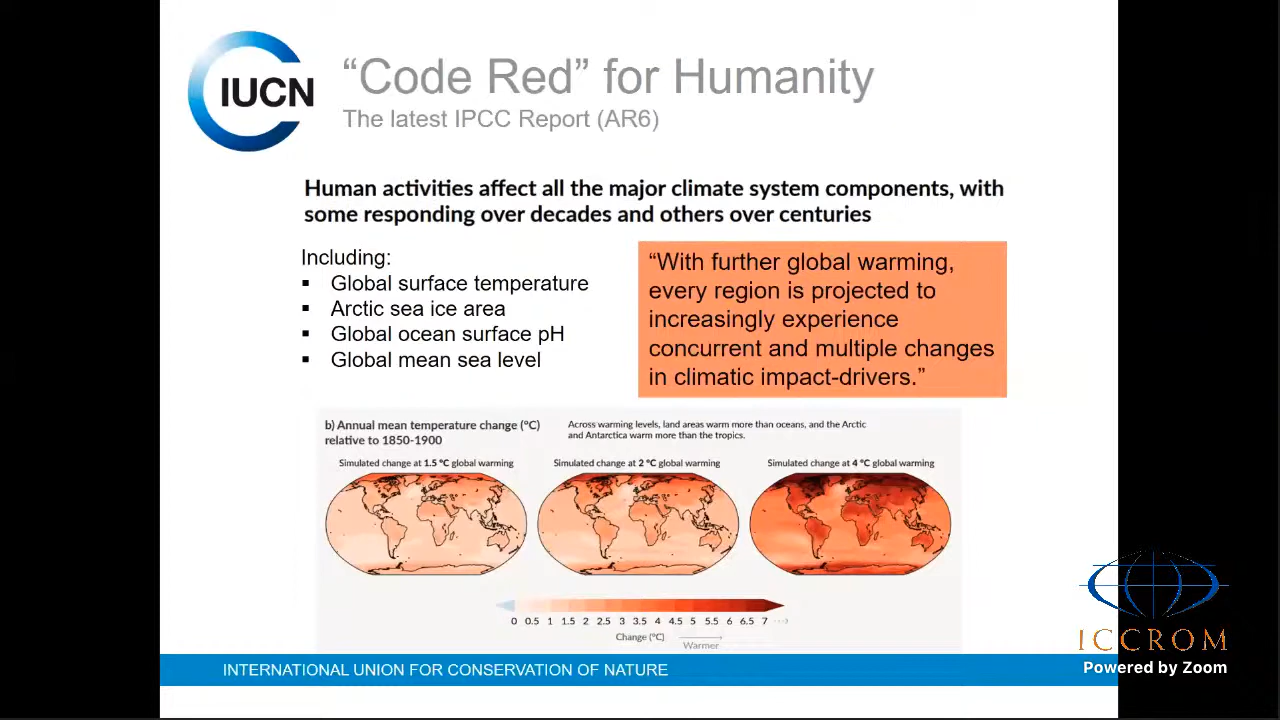 IUCN
“Code Red” for Humanity
The latest IPCC Report (AR6)
Human activities affect all the major climate system components, with
some responding over decades and others over centuries
Including:
▪ Global surface temperature
▪ Arctic sea ice area
▪ Global ocean surface pH
▪ Global mean sea level
“With further global warming,
every region is projected to
increasingly experience
concurrent and multiple changes
in climatic impact-drivers.”
b) Annual mean temperature change (°C)
relative to 1850-1900
Across warming levels, land areas warm more than oceans, and the Arctic
and Antarctica warm more than the tropics.
Simulated change at 1.5 °C global warming
Simulated change at 2 °C global warming
Simulated change at 4 °C global warming
0 0.5 1 1.5 2 2.5 3 3.5 4 4.5 5 5.5 6 6.5 7
Change (°C)
Warmer
INTERNATIONAL UNION FOR CONSERVATION OF NATURE
ICCROM
Powered by Zoom